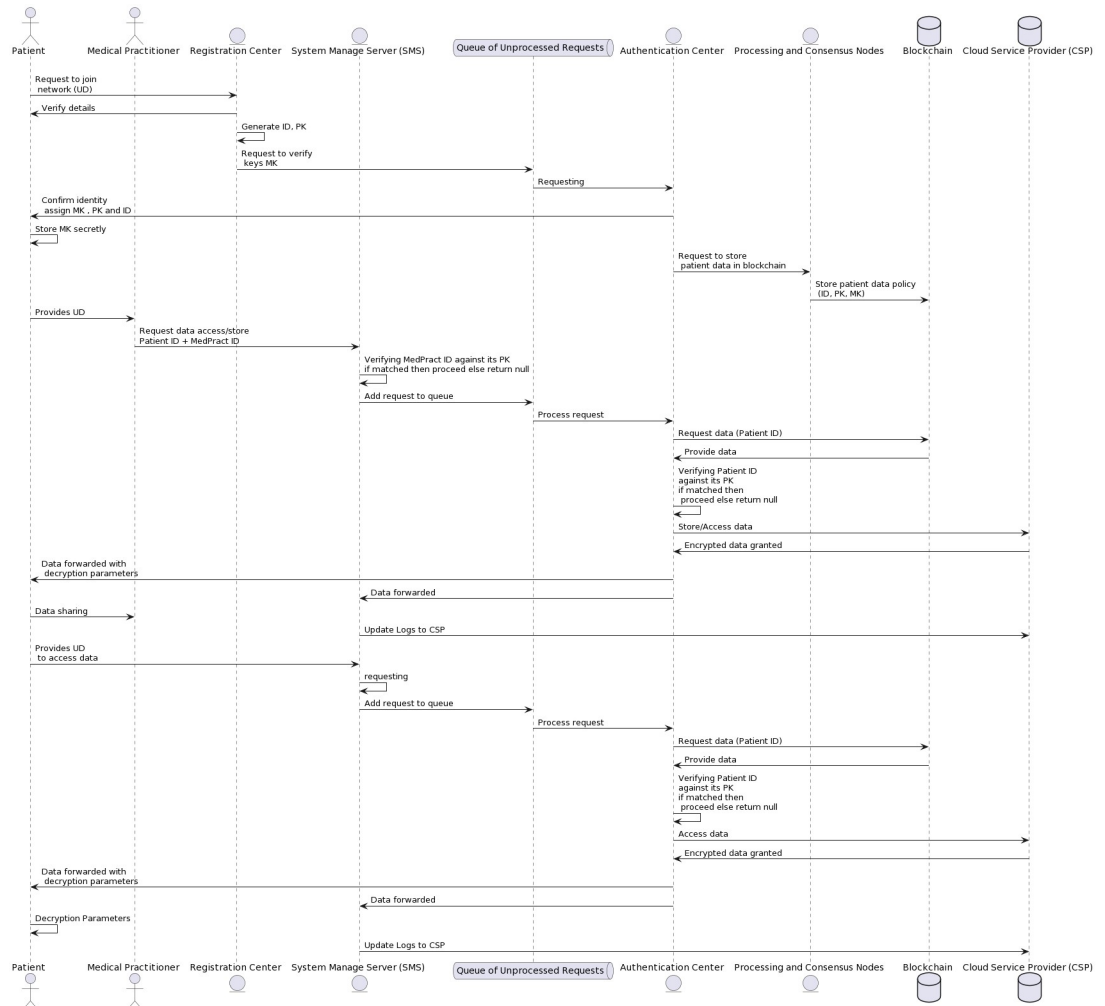 Patient
Medical Practitioner
Registration Center
System Manage Server (SMS)
Queue of Unprocessed Requests
Authentication Center
Processing and Consensus Nodes
Blockchain
Cloud Service Provider (CSP)
Request to join
network (UD)
Verify details
Generate ID, PK
Request to verify
keys MK
Requesting
Confirm identity
assign MK , PK and ID
Store MK secretly
Request to store
patient data in blockchain
Store patient data policy
(ID, PK, MK)
Provides UD
Request data access/store
Patient ID + MedPract ID
Verifying MedPract ID against its PK
if matched then proceed else return null
Add request to queue
Process request
Request data (Patient ID)
Provide data
Verifying Patient ID
against its PK
if matched then
proceed else return null
Store/Access data
Encrypted data granted
Data forwarded with
decryption parameters
Data forwarded
Data sharing
Update Logs to CSP
Provides UD
to access data
requesting
Add request to queue
Process request
Request data (Patient ID)
Provide data
Verifying Patient ID
against its PK
if matched then
proceed else return null
Access data
Encrypted data granted
Data forwarded with
decryption parameters
Data forwarded
Decryption Parameters
Update Logs to CSP
Patient
Medical Practitioner
Registration Center
System Manage Server (SMS)
Queue of Unprocessed Requests
Authentication Center
Processing and Consensus Nodes
Blockchain
Cloud Service Provider (CSP)